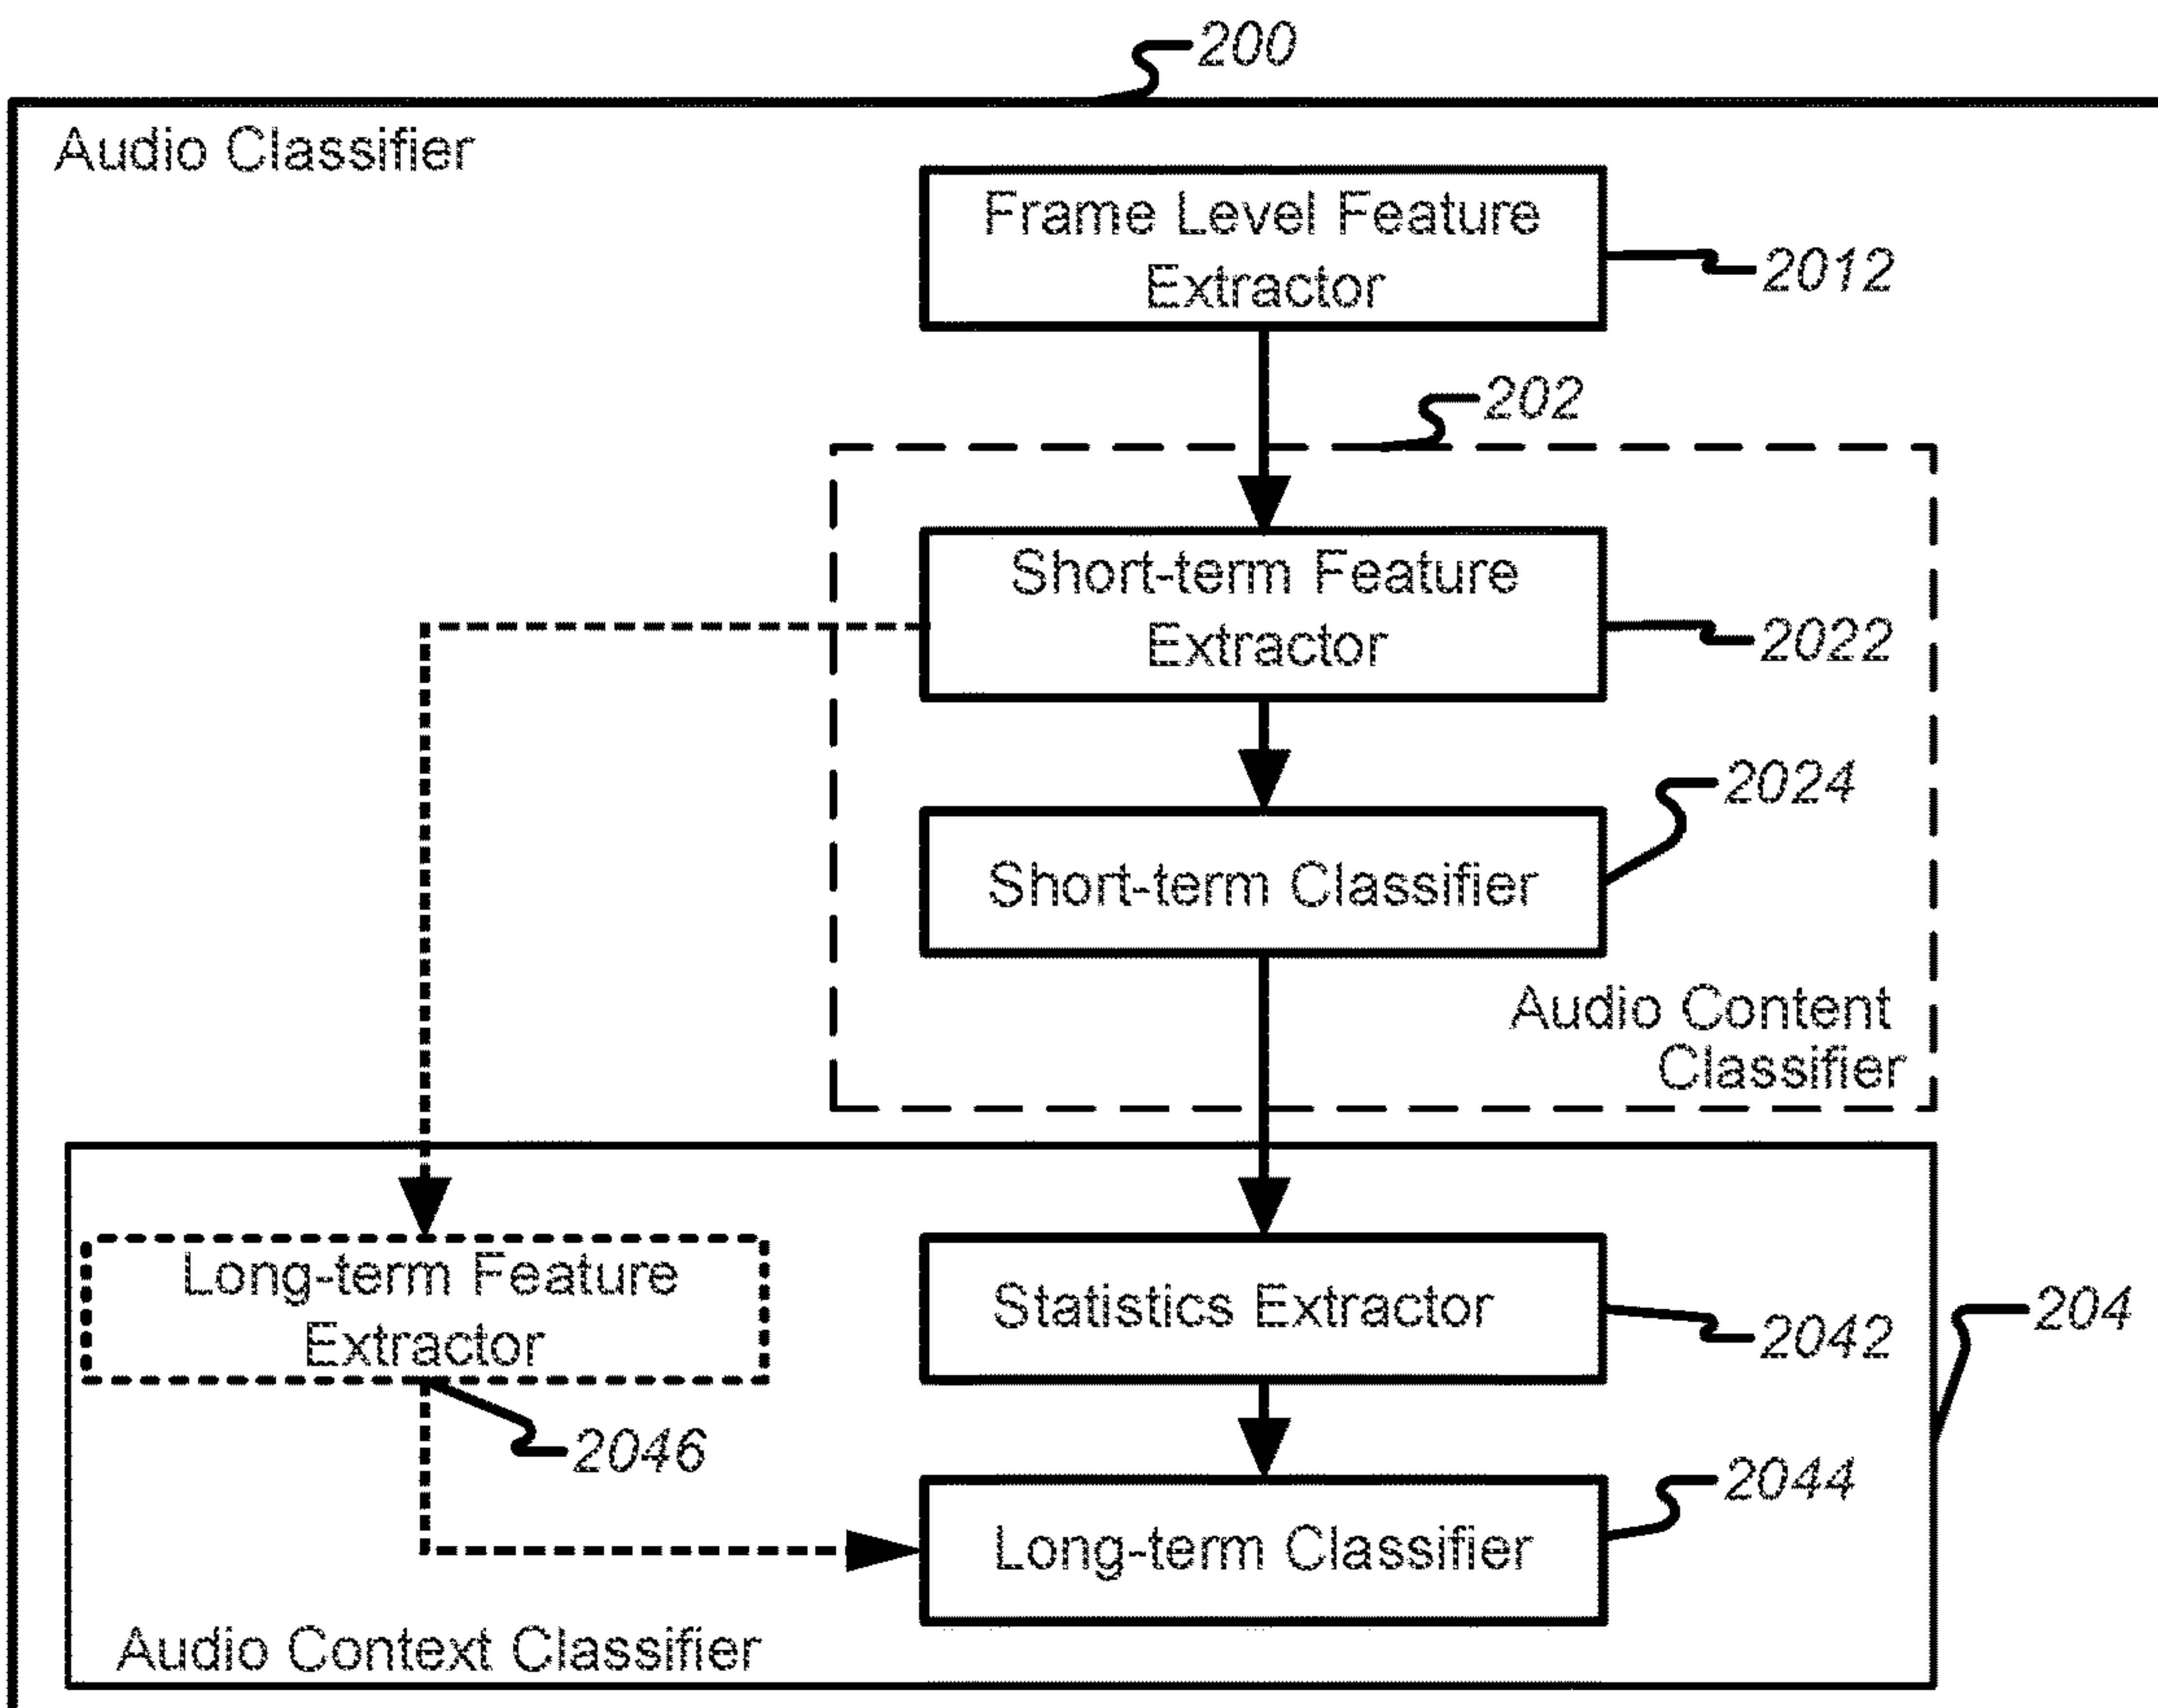 200
Audio Classifier
Frame Level Feature
Extractor
2012
202
Short-term Feature
Extractor
2022
2024
Short-term Classifier
Audio Content
Classifier
Long-term Feature
Extractor
Statistics Extractor
2042
204
2046
2044
Long-term Classifier
Audio Context Classifier